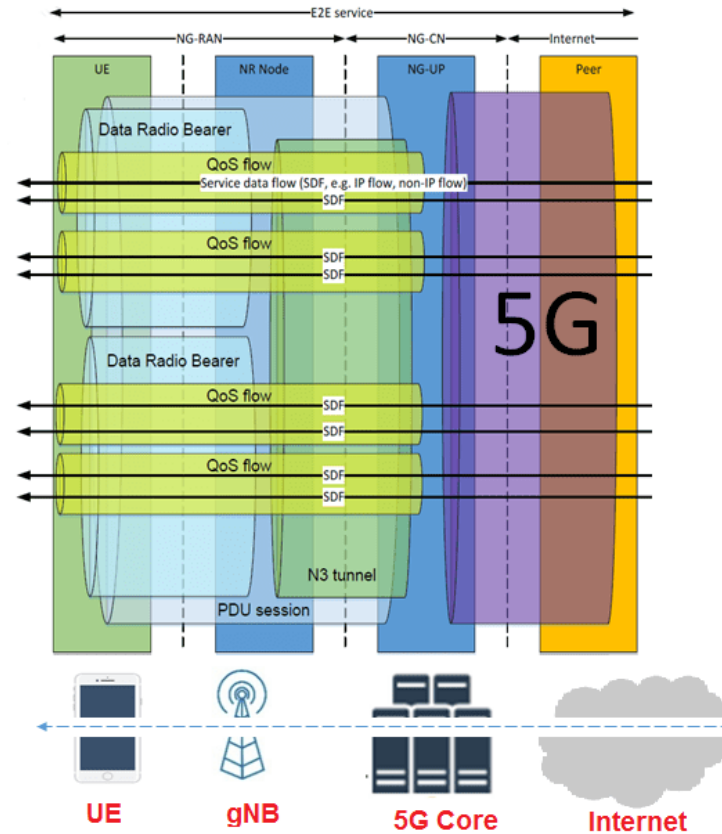 E2E service
NG-RAN
NG-CN
Internet
UE
NR Node
NG-UP
Peer
Data Radio Bearer
QoS flow
Service data flow (SDF, e.g. IP flow, non-IP flow)
SDF
QoS flow
SDF
SDF
5G
Data Radio Bearer
QoS flow
SDF
SDF
QoS flow
SDF
SDF
N3 tunnel
PDU session
UE
gNB
5G Core
Internet